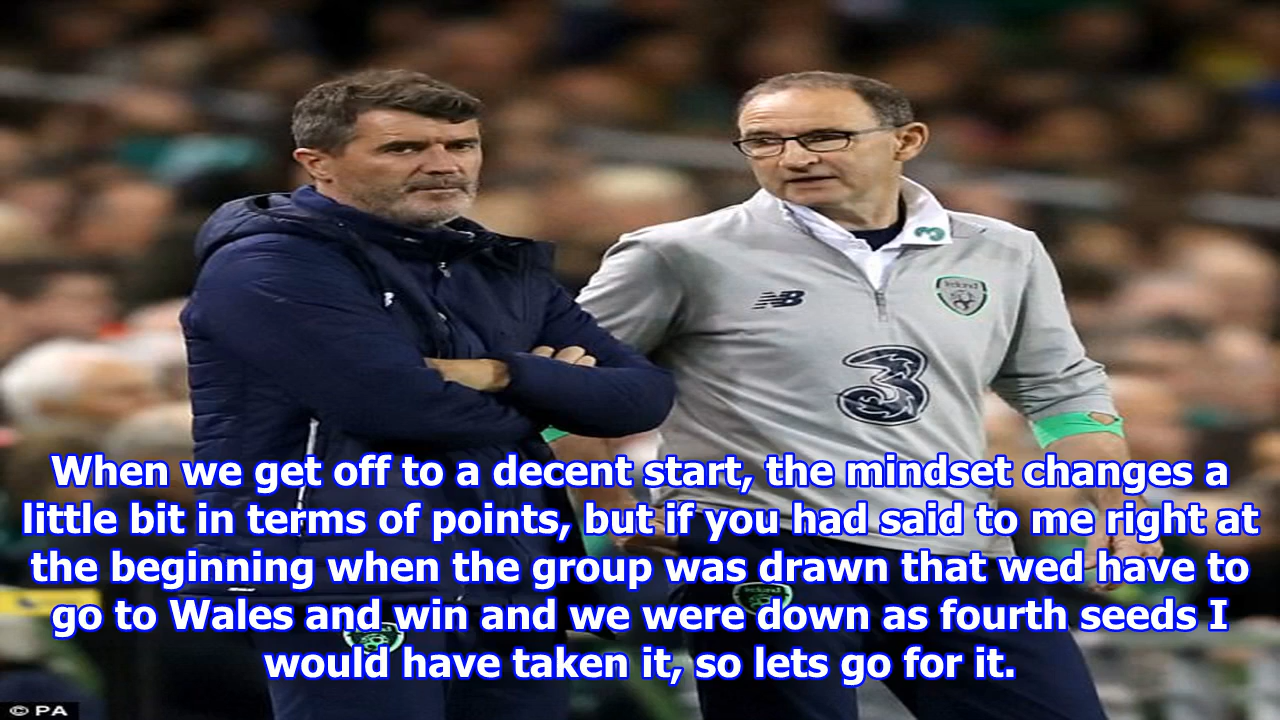 Ireland
NB
3
When we get off to a decent start, the mindset changes a
little bit in terms of points, but if you had said to me right at
the beginning when the group was drawn that wed have to
go to Wales and win and we were down as fourth seeds I
would have taken it, so lets go for it.
Ireland
© PA